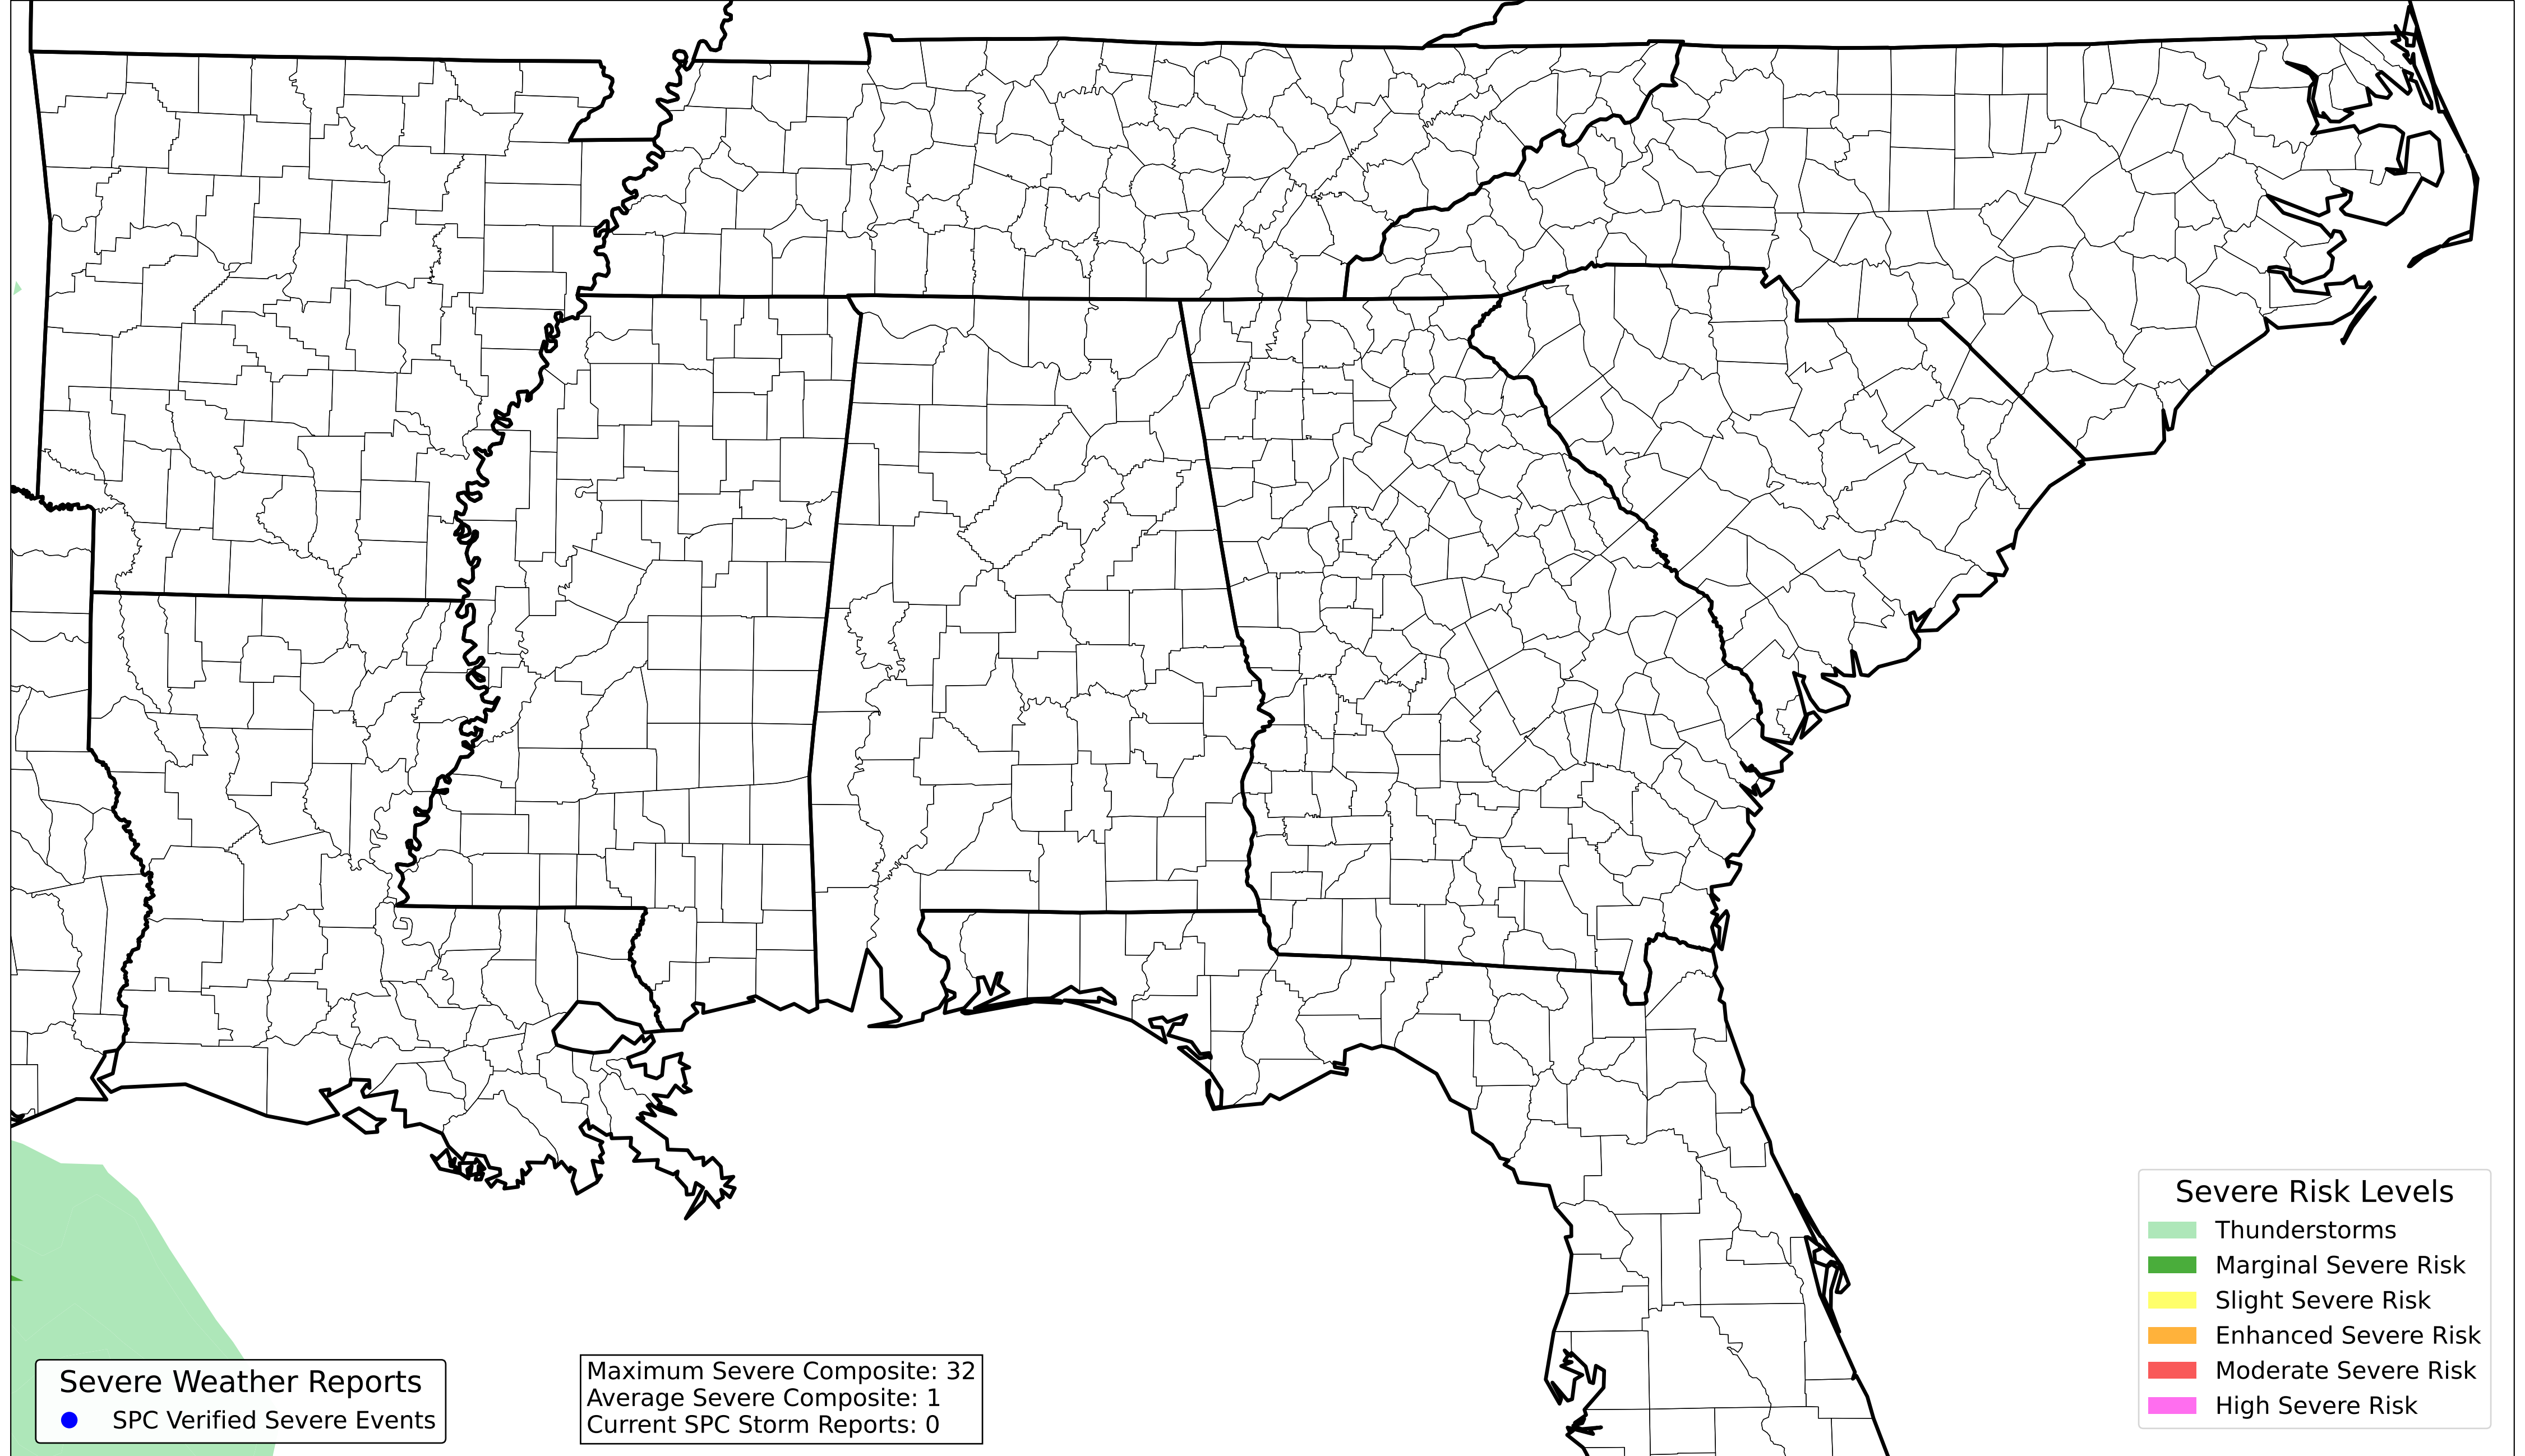 Severe Risk Levels
Thunderstorms
Marginal Severe Risk
Slight Severe Risk
Enhanced Severe Risk
Moderate Severe Risk
High Severe Risk
Severe Weather Reports
SPC Verified Severe Events
Maximum Severe Composite: 32
Average Severe Composite: 1
Current SPC Storm Reports: 0